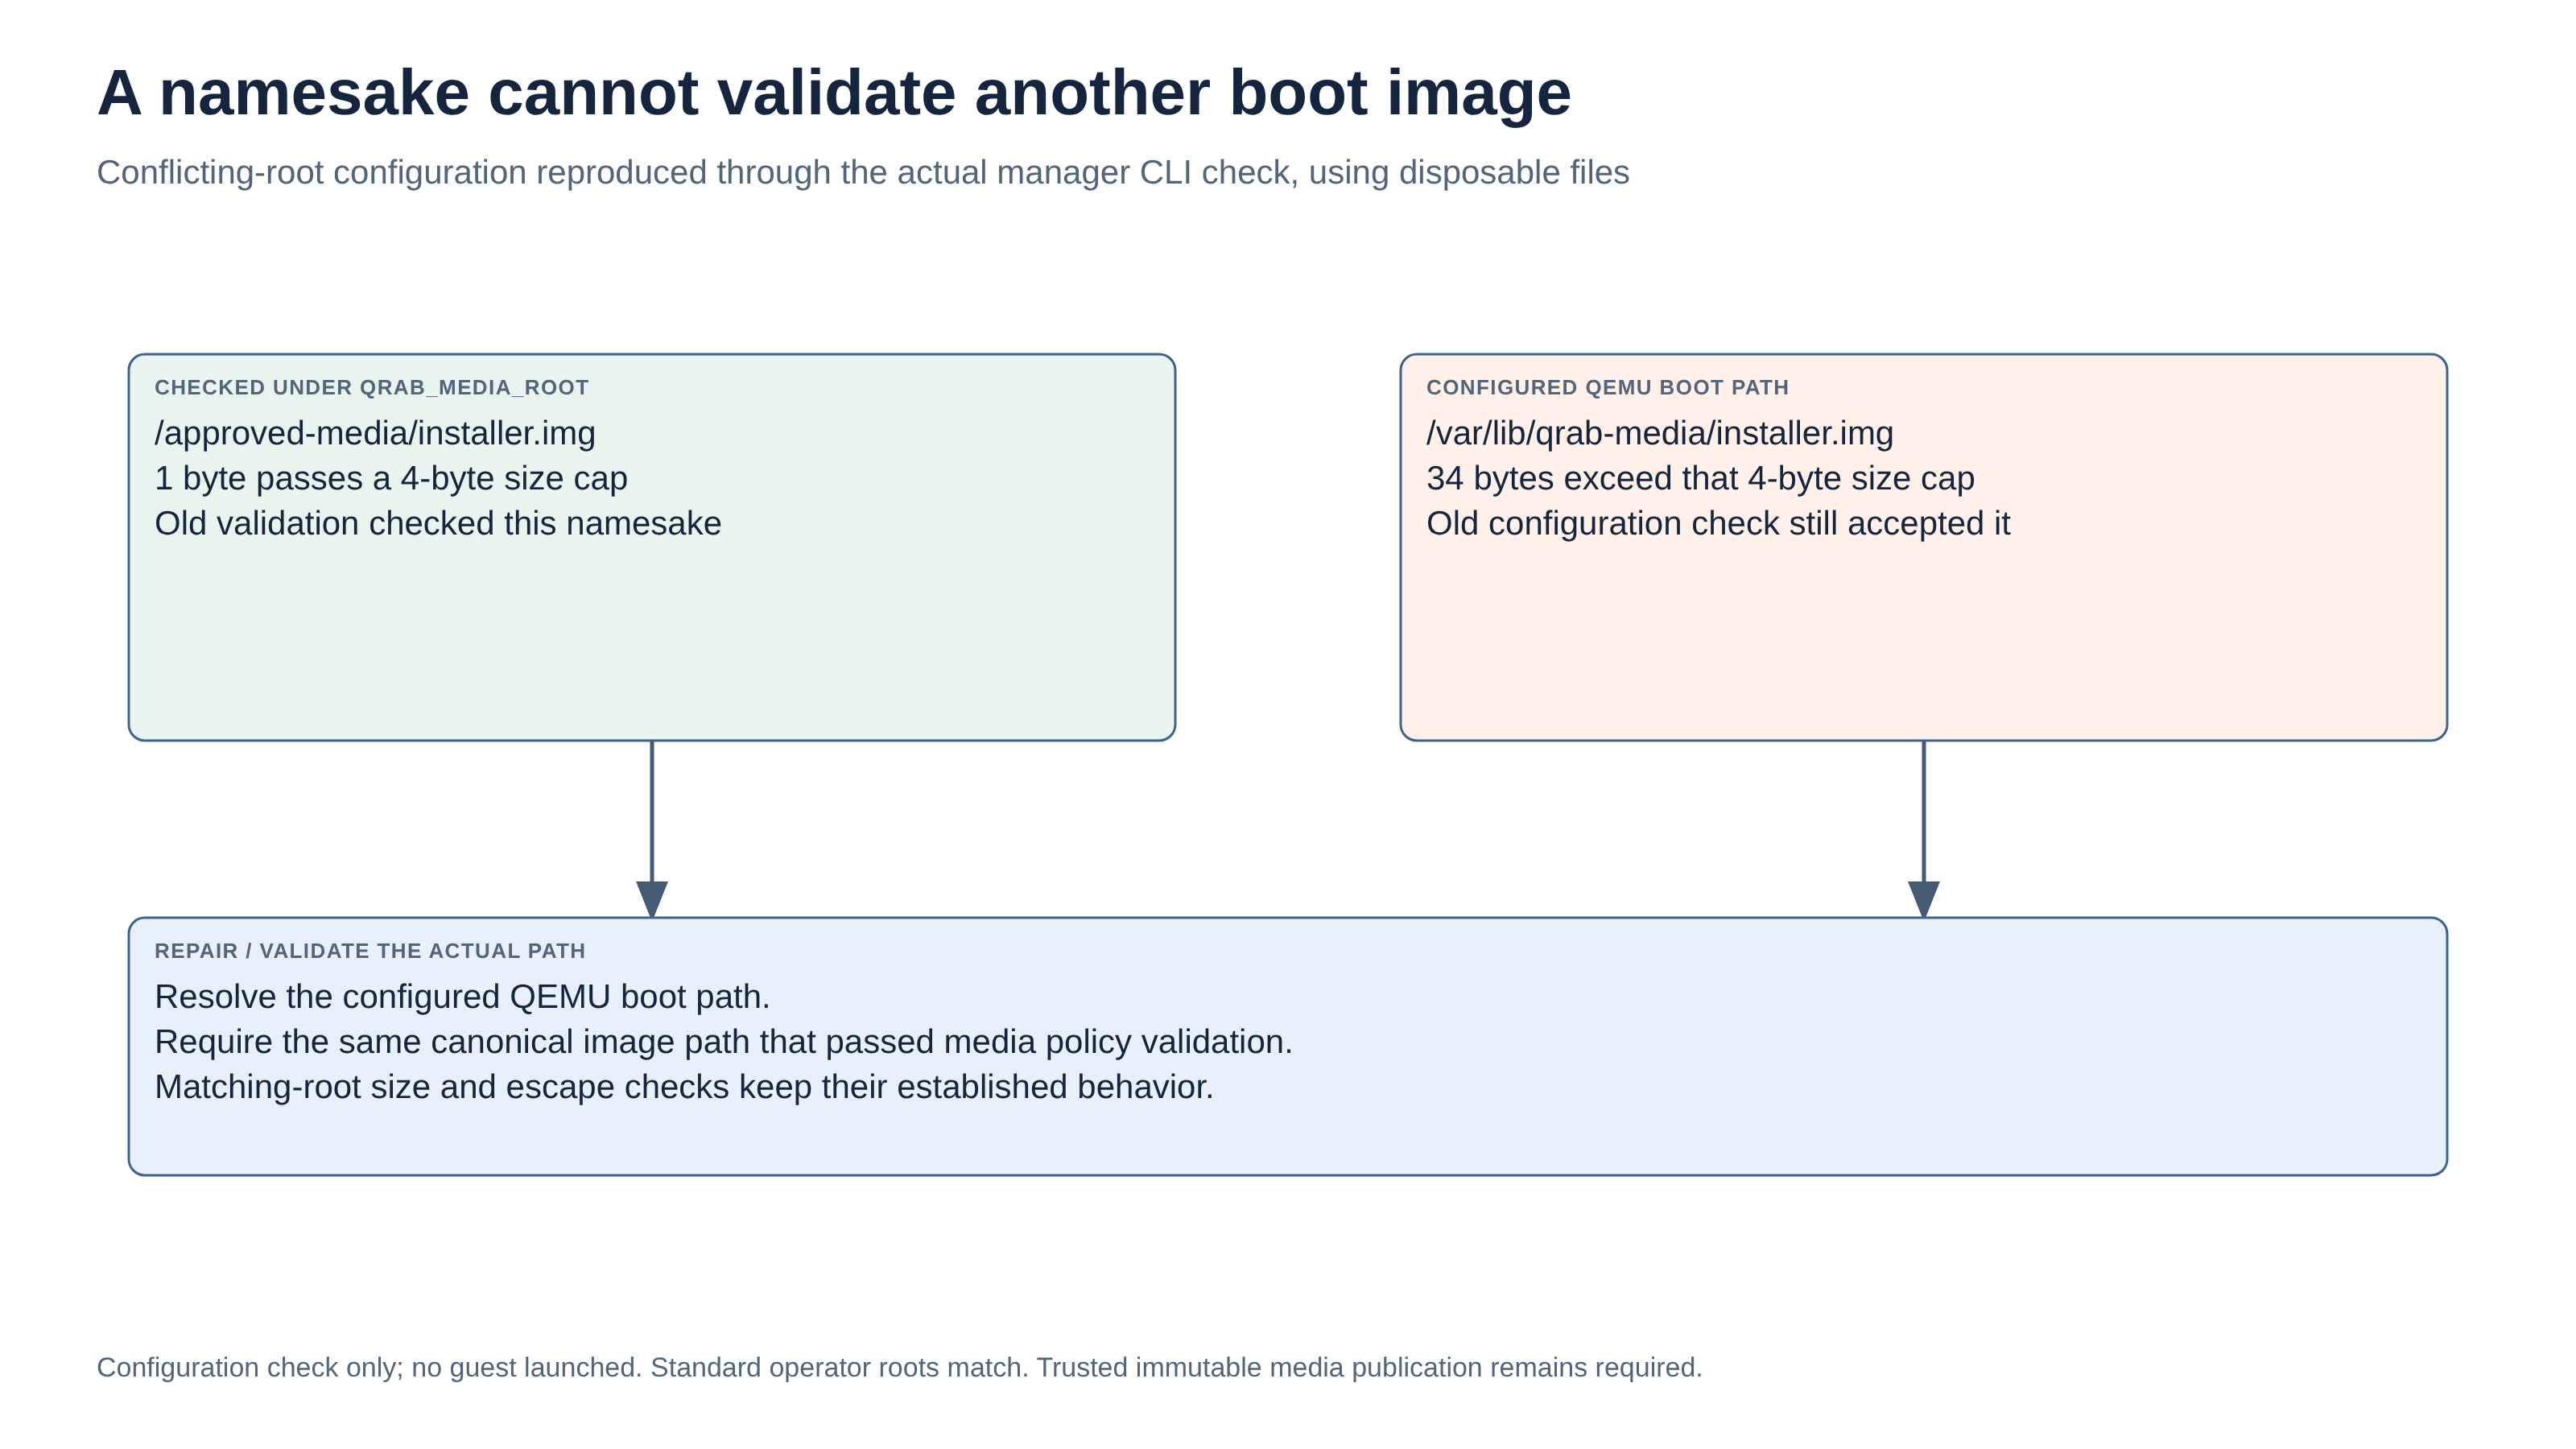 A namesake cannot validate another boot image
Conflicting-root configuration reproduced through the actual manager CLI check, using disposable files
CHECKED UNDER QRAB_MEDIA_ROOT
/approved-media/installer.img
1 byte passes a 4-byte size cap
Old validation checked this namesake
CONFIGURED QEMU BOOT PATH
/var/lib/qrab-media/installer.img
34 bytes exceed that 4-byte size cap
Old configuration check still accepted it
REPAIR / VALIDATE THE ACTUAL PATH
Resolve the configured QEMU boot path.
Require the same canonical image path that passed media policy validation.
Matching-root size and escape checks keep their established behavior.
Configuration check only; no guest launched. Standard operator roots match. Trusted immutable media publication remains required.